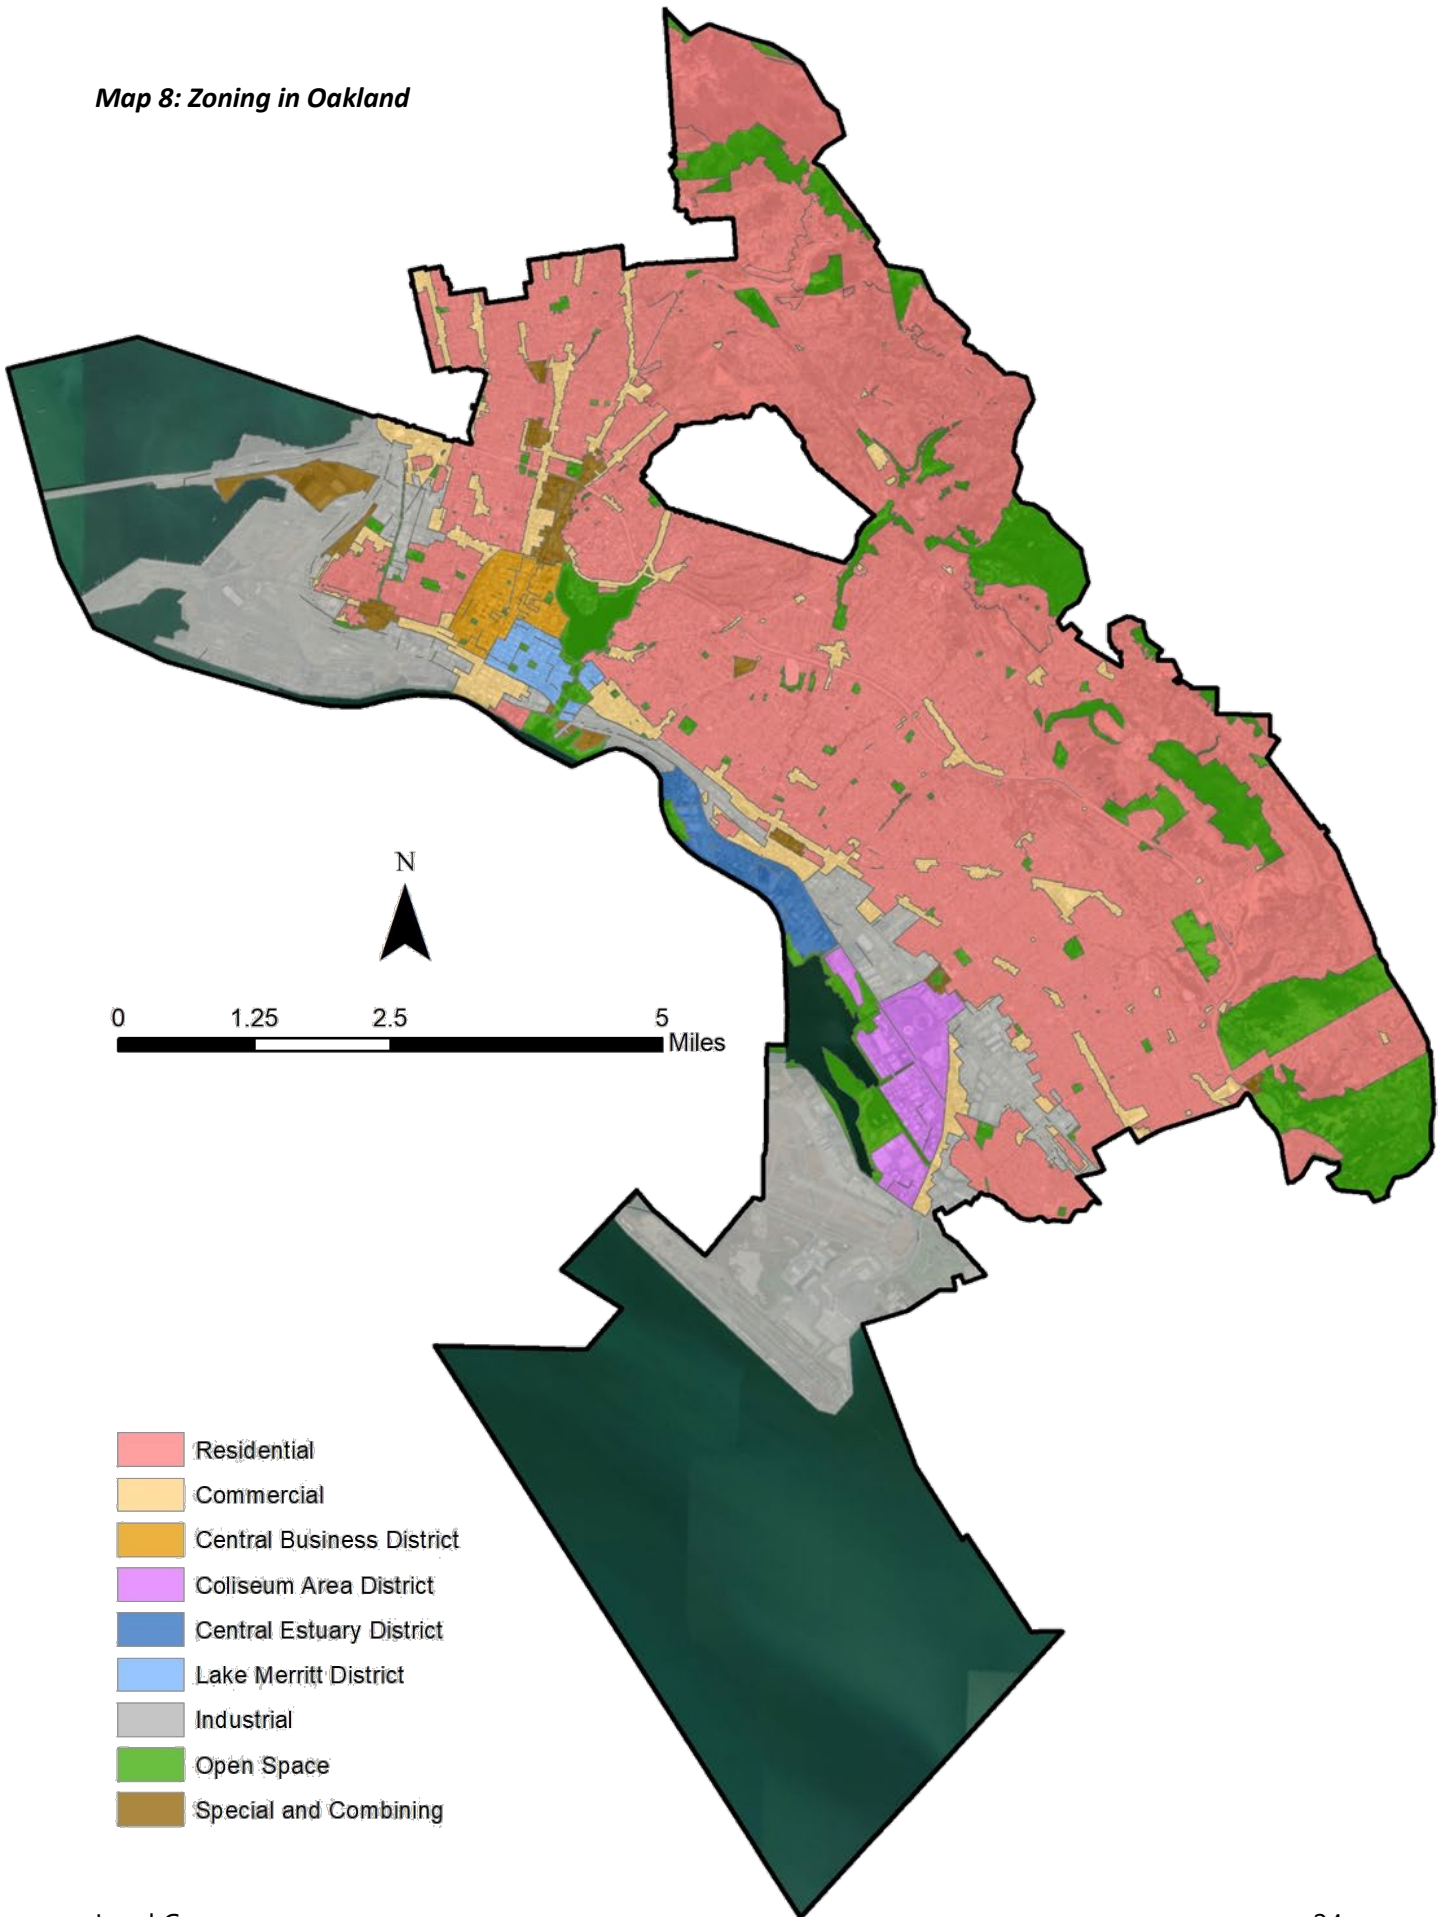 Map 8: Zoning in Oakland
N
0 1.25 2.5 5
Miles
Residential
Commercial
Central Business District
Coliseum Area District
Central Estuary District
Lake Merritt District
Industrial
Open Space
Special and Combining